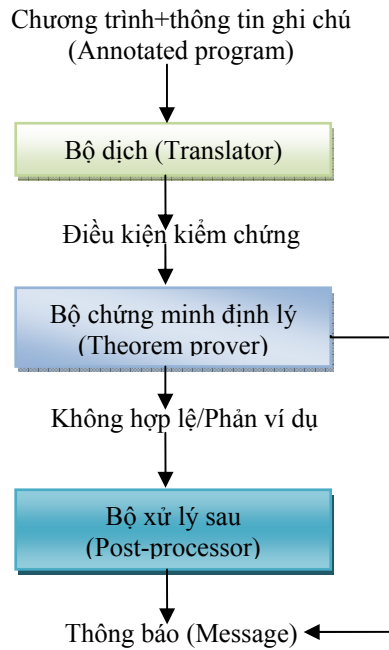 Chương trình+thông tin ghi chú
(Annotated program)
Bộ dịch (Translator)
Điều kiện kiểm chứng
Bộ chứng minh định lý
(Theorem prover)
Không hợp lệ/Phản ví dụ
Bộ xử lý sau
(Post-processor)
Thông báo (Message)